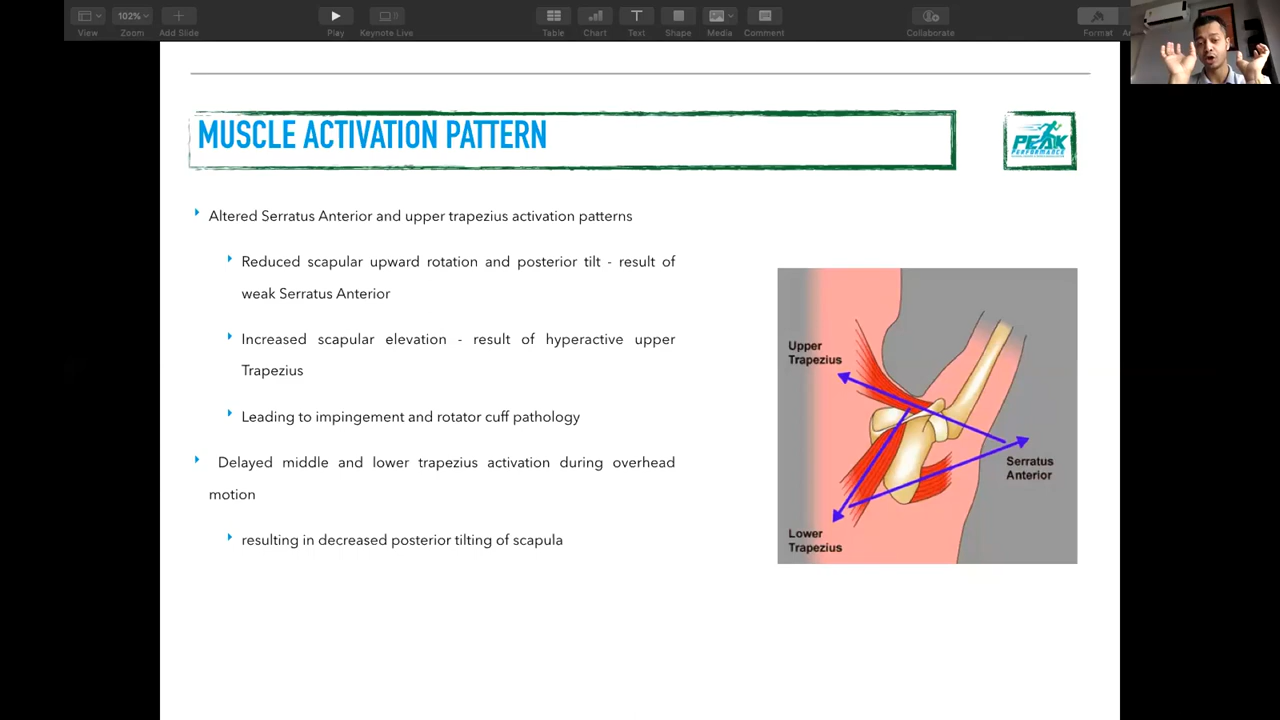 102%
View
Zoom
Add Slide
Play
Keynote Live
Table
Chart
Text
Shape
Media
Comment
Collaborate
Format
MUSCLE ACTIVATION PATTERN
PEAK
PERFORMANCE
Altered Serratus Anterior and upper trapezius activation patterns
Reduced scapular upward rotation and posterior tilt - result of
weak Serratus Anterior
Increased scapular elevation - result of hyperactive upper
Trapezius
Leading to impingement and rotator cuff pathology
Delayed middle and lower trapezius activation during overhead
motion
resulting in decreased posterior tilting of scapula
Upper
Trapezius
Serratus
Anterior
Lower
Trapezius